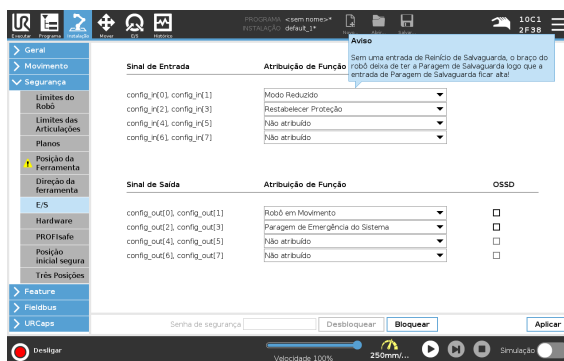 PROGRAMA <sem nomes>*
INSTALAÇÃO default_1*
10C1
2F38
Executar Programa Instalação Mover E/S Histórico
Aviso
Sem uma entrada de Reinício de Salvaguarda, o braço do
robô deixa de ter a Paragem de Salvaguarda logo que a
entrada de Paragem de Salvaguarda ficar alta!
Geral
Movimento
Segurança
Limites do
Robô
Limites das
Articulações
Planos
Posição da
Ferramenta
Direção da
ferramenta
E/S
Hardware
PROFIsafe
Posição
inicial segura
Três Posições
Feature
Fieldbus
URCaps
Sinal de Entrada Atribuição de Função
config_in[0], config_in[1] Modo Reduzido
config_in[2], config_in[3] Restabelecer Proteção
config_in[4], config_in[5] Não atribuído
config_in[6], config_in[7] Não atribuído
Sinal de Saída Atribuição de Função OSSD
config_out[0], config_out[1] Robô em Movimento
config_out[2], config_out[3] Paragem de Emergência do Sistema
config_out[4], config_out[5] Não atribuído
config_out[6], config_out[7] Não atribuído
Senha de segurança Desbloquear Bloquear Aplicar
Desligar Velocidade 100% 250mm/... Simulação